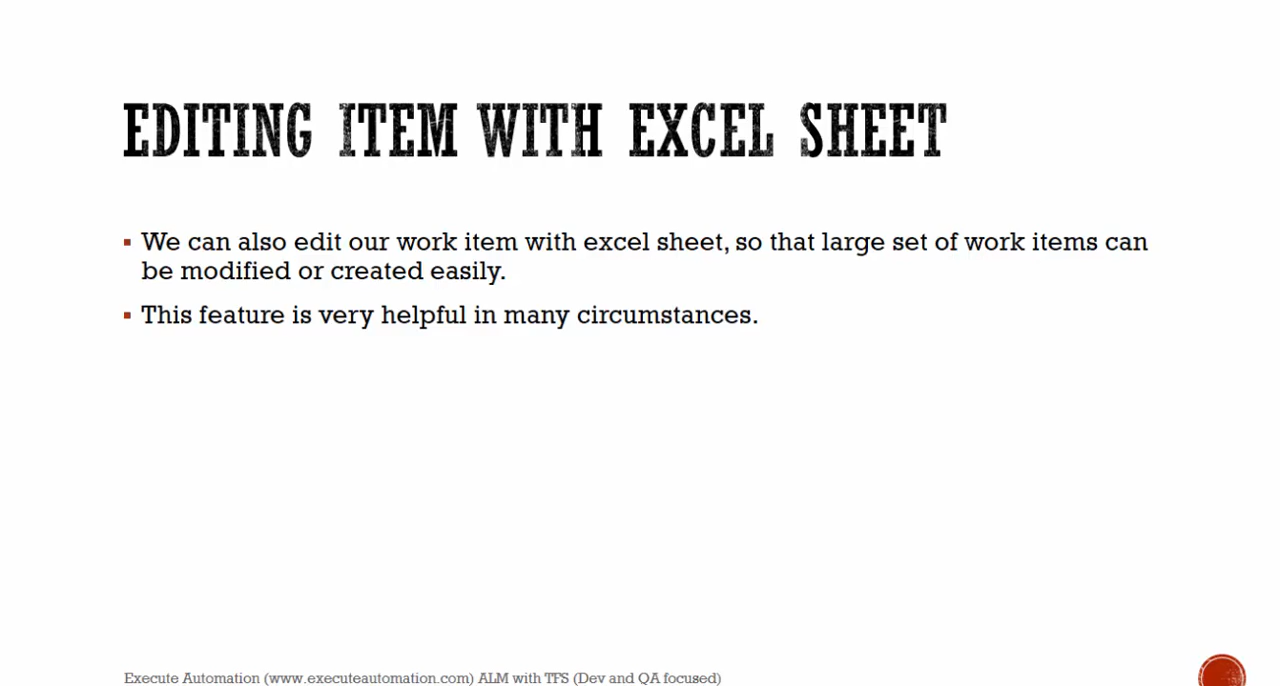 EDITING ITEM WITH EXCEL SHEET
▪ We can also edit our work item with excel sheet, so that large set of work items can
be modified or created easily.
▪ This feature is very helpful in many circumstances.
Execute Automation (www.executeautomation.com) ALM with TFS (Dev and QA focused)